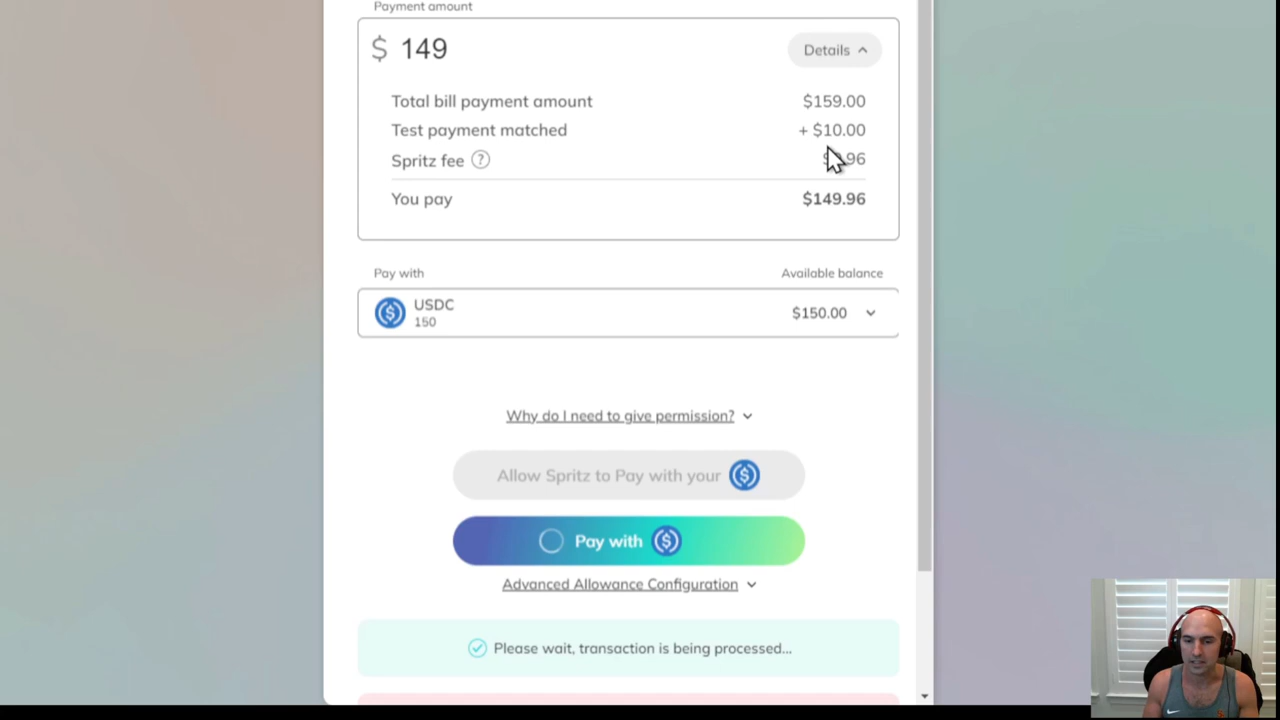 Payment amount
$ 149
Details
Total bill payment amount $159.00
Test payment matched + $10.00
Spritz fee ? .96
You pay $149.96
Pay with Available balance
USDC
150
$150.00
Why do I need to give permission?
Allow Spritz to Pay with your
Pay with
Advanced Allowance Configuration
Please wait, transaction is being processed...